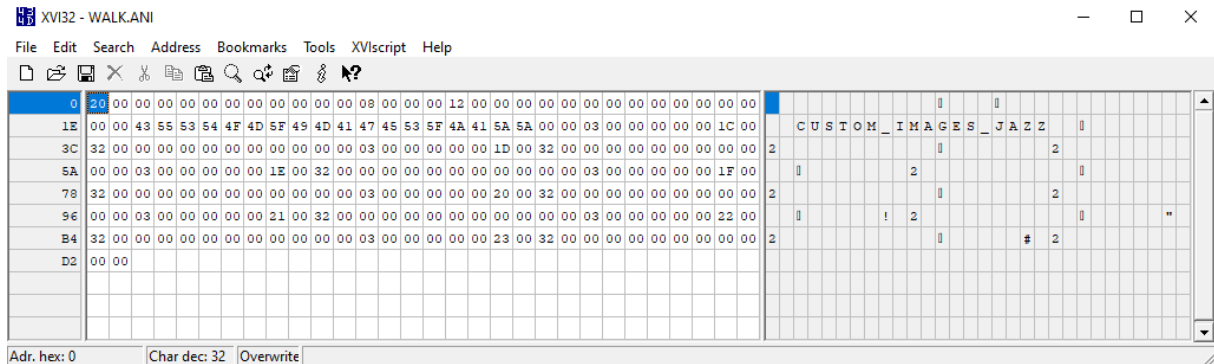 XVI32 - WALK.ANI
File Edit Search Address Bookmarks Tools XVIscript Help
0 20 00 00 00 00 00 00 00 00 00 00 00 08 00 00 00 12 00 00 00 00 00 00 00 00 00 00 00 00 00
1E 00 00 43 55 53 54 4F 4D 5F 49 4D 41 47 45 53 5F 4A 41 5A 5A 00 00 03 00 00 00 00 00 1C 00 C U S T O M _ I M A G E S _ J A Z Z
3C 32 00 00 00 00 00 00 00 00 00 00 00 03 00 00 00 00 00 1D 00 32 00 00 00 00 00 00 00 00 00 2 2
5A 00 00 03 00 00 00 00 00 1E 00 32 00 00 00 00 00 00 00 00 00 00 00 03 00 00 00 00 00 1F 00 2
78 32 00 00 00 00 00 00 00 00 00 00 00 03 00 00 00 00 00 20 00 32 00 00 00 00 00 00 00 00 00 2 2
96 00 00 03 00 00 00 00 00 21 00 32 00 00 00 00 00 00 00 00 00 00 00 03 00 00 00 00 00 22 00 ! 2 "
B4 32 00 00 00 00 00 00 00 00 00 00 00 03 00 00 00 00 00 23 00 32 00 00 00 00 00 00 00 00 00 2 # 2
D2 00 00
Adr. hex: 0 Char dec: 32 Overwrite